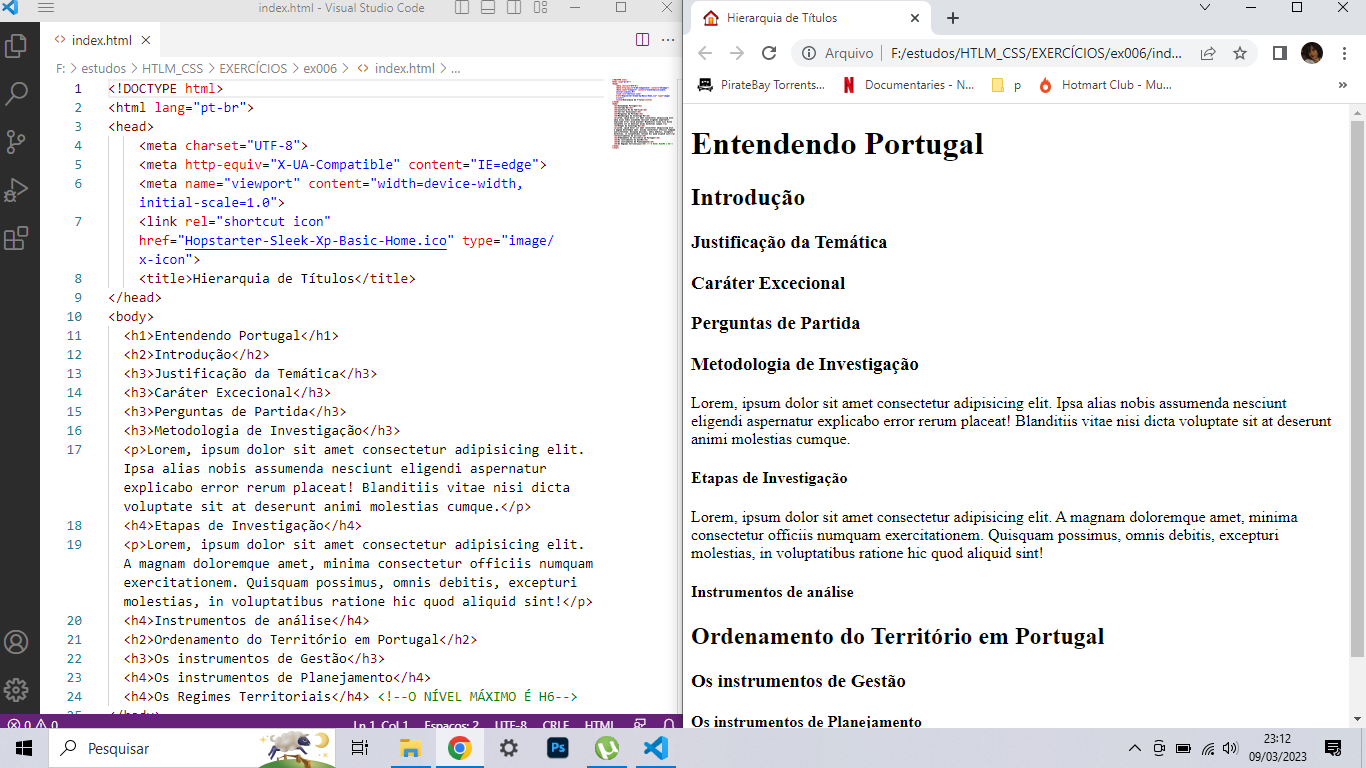 index.html - Visual Studio Code
index.html
F: > estudos > HTLM_CSS > EXERCÍCIOS > ex006 > index.html > ...
1 <!DOCTYPE html>
2 <html lang="pt-br">
3 <head>
4 <meta charset="UTF-8">
5 <meta http-equiv="X-UA-Compatible" content="IE=edge">
6 <meta name="viewport" content="width=device-width,
initial-scale=1.0">
7 <link rel="shortcut icon"
href="Hopstarter-Sleek-Xp-Basic-Home.ico" type="image/
x-icon">
8 <title>Hierarquia de Títulos</title>
9 </head>
10 <body>
11 <h1>Entendendo Portugal</h1>
12 <h2>Introdução</h2>
13 <h3>Justificação da Temática</h3>
14 <h3>Caráter Excecional</h3>
15 <h3>Perguntas de Partida</h3>
16 <h3>Metodologia de Investigação</h3>
17 <p>Lorem, ipsum dolor sit amet consectetur adipisicing elit.
Ipsa alias nobis assumenda nesciunt eligendi aspernatur
explicabo error rerum placeat! Blanditiis vitae nisi dicta
voluptate sit at deserunt animi molestias cumque.</p>
18 <h4>Etapas de Investigação</h4>
19 <p>Lorem, ipsum dolor sit amet consectetur adipisicing elit.
A magnam doloremque amet, minima consectetur officiis numquam
exercitationem. Quisquam possimus, omnis debitis, excepturi
molestias, in voluptatibus ratione hic quod aliquid sint!</p>
20 <h4>Instrumentos de análise</h4>
21 <h2>Ordenamento do Território em Portugal</h2>
22 <h3>Os instrumentos de Gestão</h3>
23 <h4>Os instrumentos de Planejamento</h4>
24 <h4>Os Regimes Territoriais</h4> <!--O NÍVEL MÁXIMO É H6-->
25 </body>
0 0 Ln 1, Col 1 Espaços: 2 UTF-8 CRLF HTML
Hierarquia de Títulos
Arquivo | F:/estudos/HTLM_CSS/EXERCÍCIOS/ex006/ind...
PirateBay Torrents... Documentaries - N... p Hotmart Club - Mu... »
Entendendo Portugal
Introdução
Justificação da Temática
Caráter Excecional
Perguntas de Partida
Metodologia de Investigação
Lorem, ipsum dolor sit amet consectetur adipisicing elit. Ipsa alias nobis assumenda nesciunt
eligendi aspernatur explicabo error rerum placeat! Blanditiis vitae nisi dicta voluptate sit at deserunt
animi molestias cumque.
Etapas de Investigação
Lorem, ipsum dolor sit amet consectetur adipisicing elit. A magnam doloremque amet, minima
consectetur officiis numquam exercitationem. Quisquam possimus, omnis debitis, excepturi
molestias, in voluptatibus ratione hic quod aliquid sint!
Instrumentos de análise
Ordenamento do Território em Portugal
Os instrumentos de Gestão
Os instrumentos de Planejamento
Pesquisar
Ps
23:12
09/03/2023